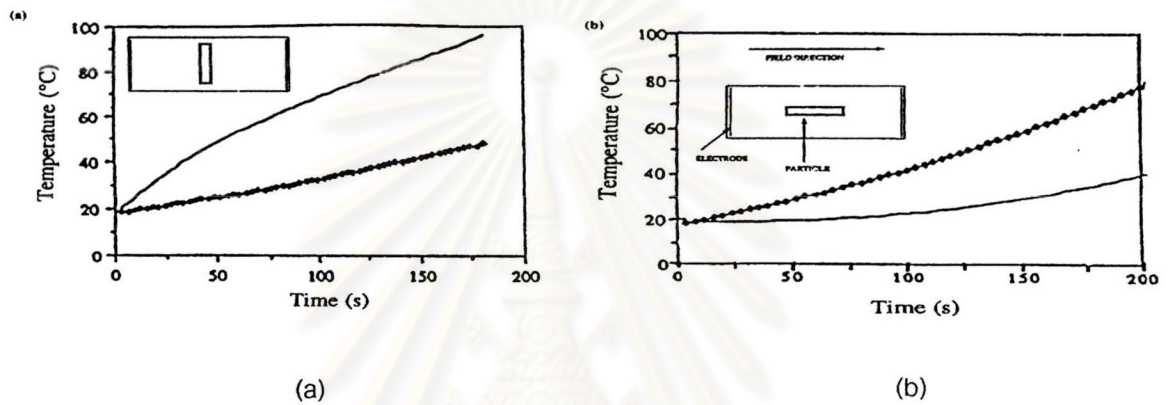 (a)
100
80
60
40
20
0
Temperature (°C)
0 50 100 150 200
Time (s)
(a)
(b)
100
80
60
40
20
0
Temperature (°C)
FIELD DIRECTION
ELECTRODE
PARTICLE
0 50 100 150 200
Time (s)
(b)